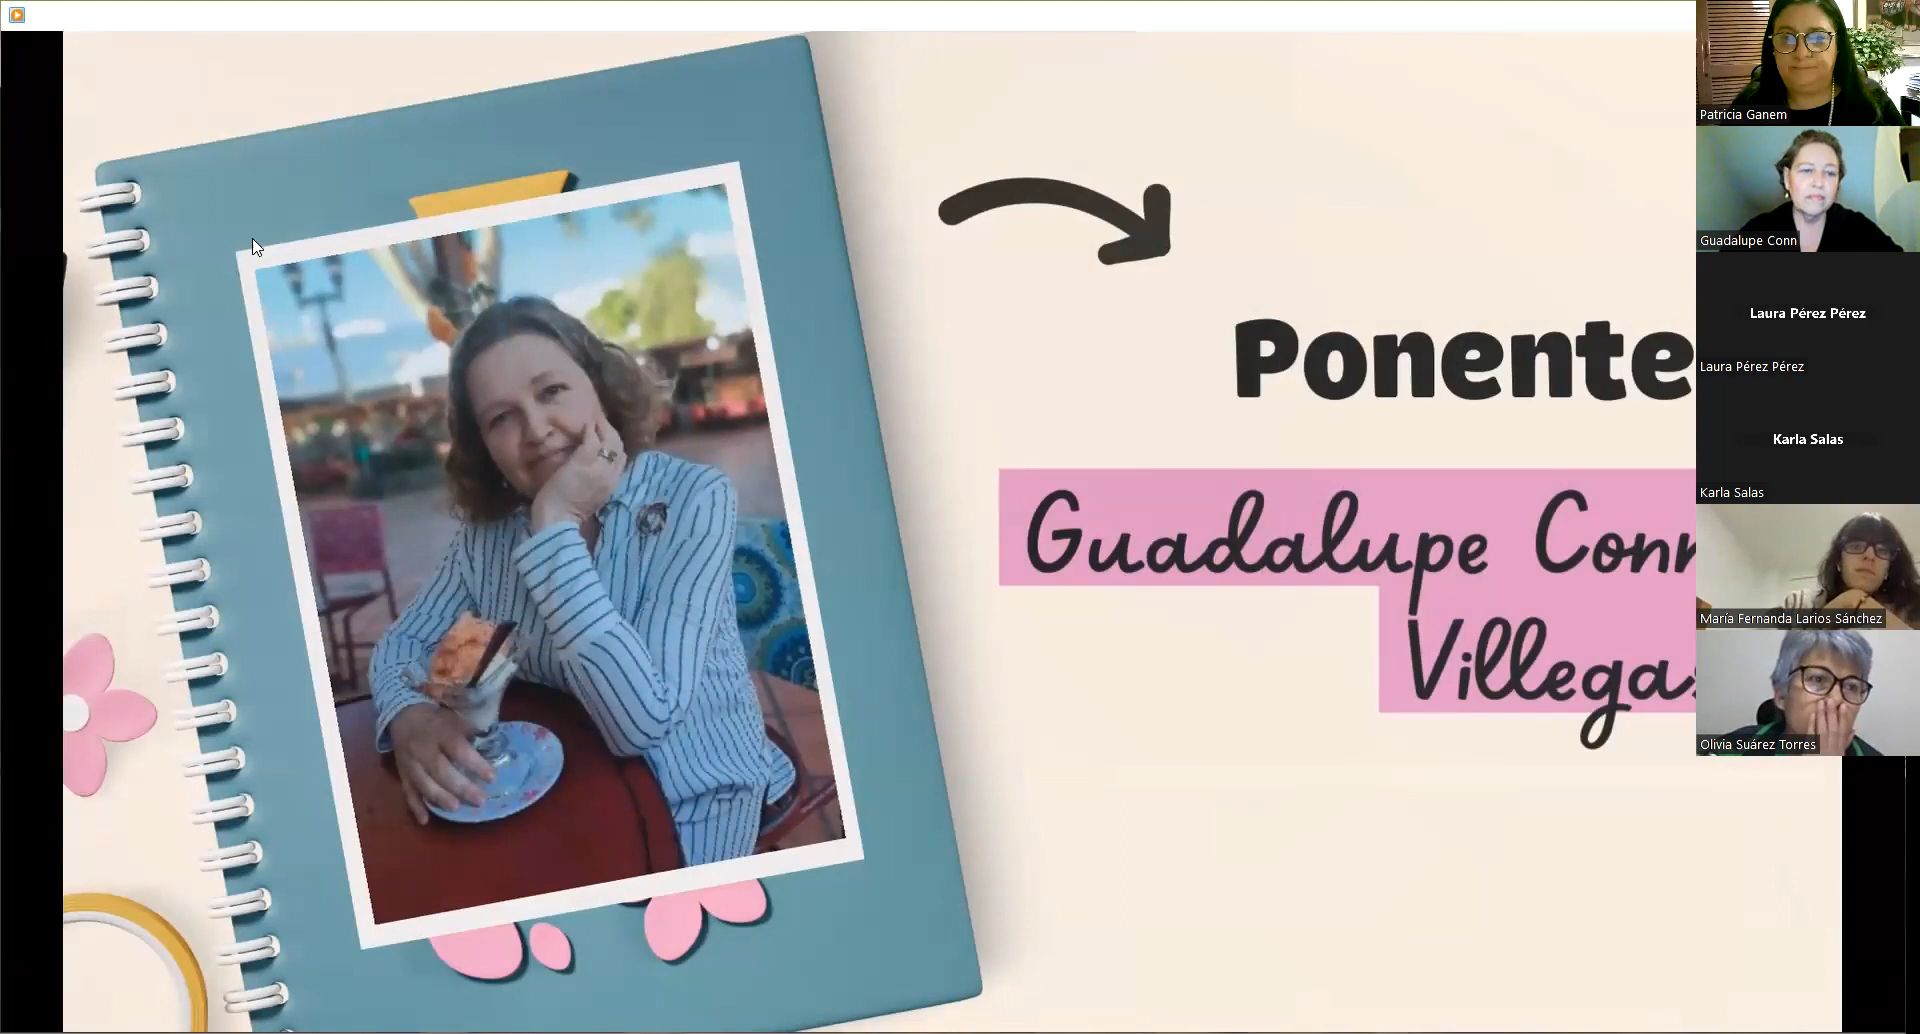 Ponente
Guadalupe Conn
Villegas
Patricia Ganem
Guadalupe Conn
Laura Pérez Pérez
Laura Pérez Pérez
Karla Salas
Karla Salas
María Fernanda Larios Sánchez
Olivia Suárez Torres